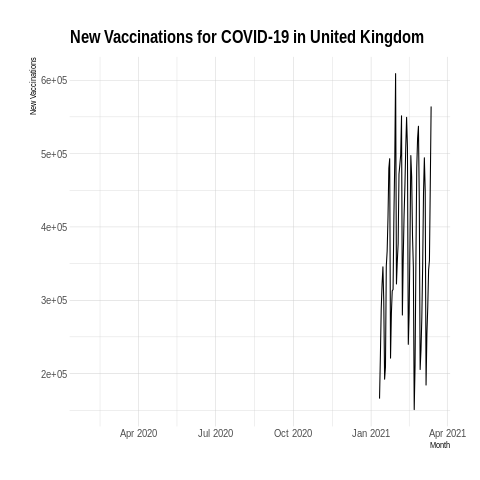 New Vaccinations for COVID-19 in United Kingdom
New Vaccinations
6e+05
5e+05
4e+05
3e+05
2e+05
Apr 2020 Jul 2020 Oct 2020 Jan 2021 Apr 2021
Month